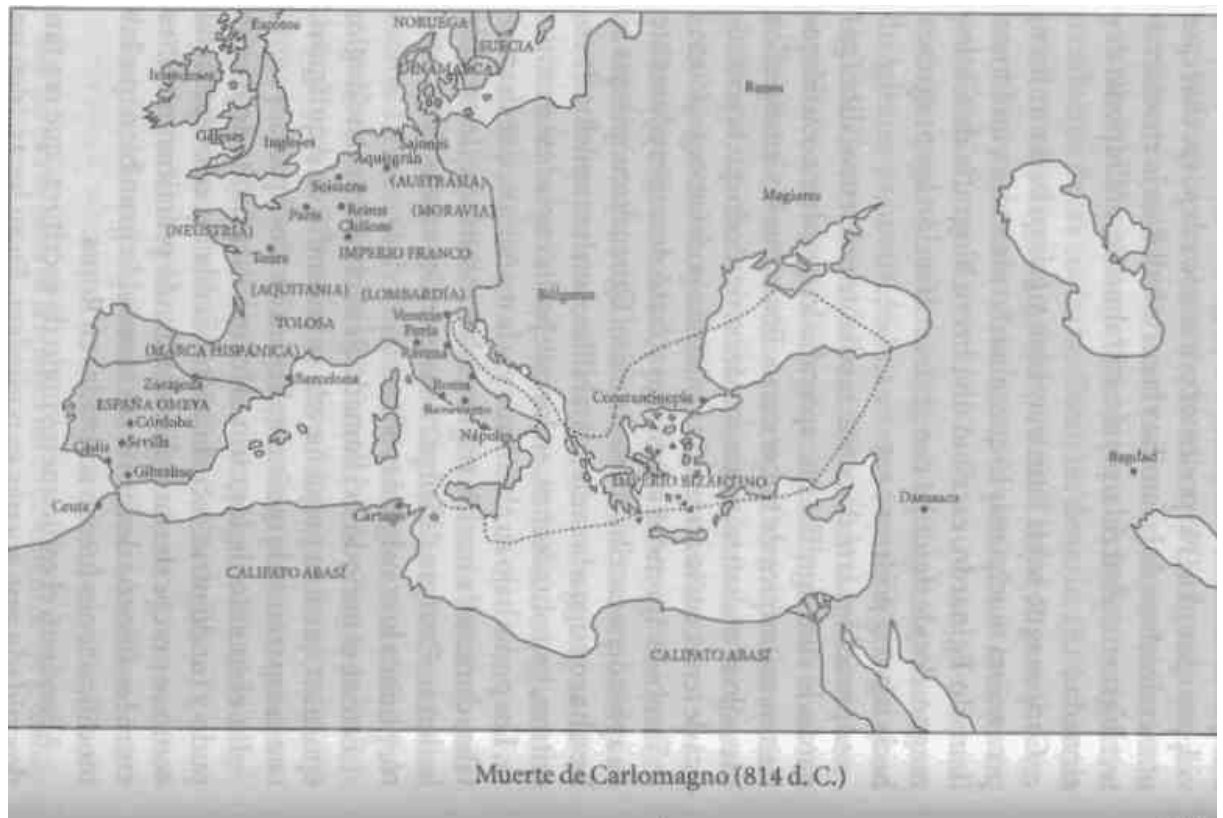 Escotos
NORUEGA
SUECIA
DINAMARCA
Irlandeses
Galeses
Ingleses
Rusos
Sajones
Aquisgrán
Soissons
(AUSTRASIA)
Magiares
París
Reims
(MORAVIA)
Châlons
(NEUSTRIA)
Tours
IMPERIO FRANCO
(AQUITANIA)
(LOMBARDÍA)
Búlgaros
Venecia
TOLOSA
Pavía
Ravena
(MARCA HISPÁNICA)
Zaragoza
Barcelona
Roma
ESPAÑA OMEYA
Benevento
Constantinopla
Córdoba
Sevilla
Nápoles
Cádiz
Gibraltar
IMPERIO BIZANTINO
Bagdad
Ceuta
Cartago
Damasco
CALIFATO ABASÍ
CALIFATO ABASÍ
Muerte de Carlomagno (814 d. C.)